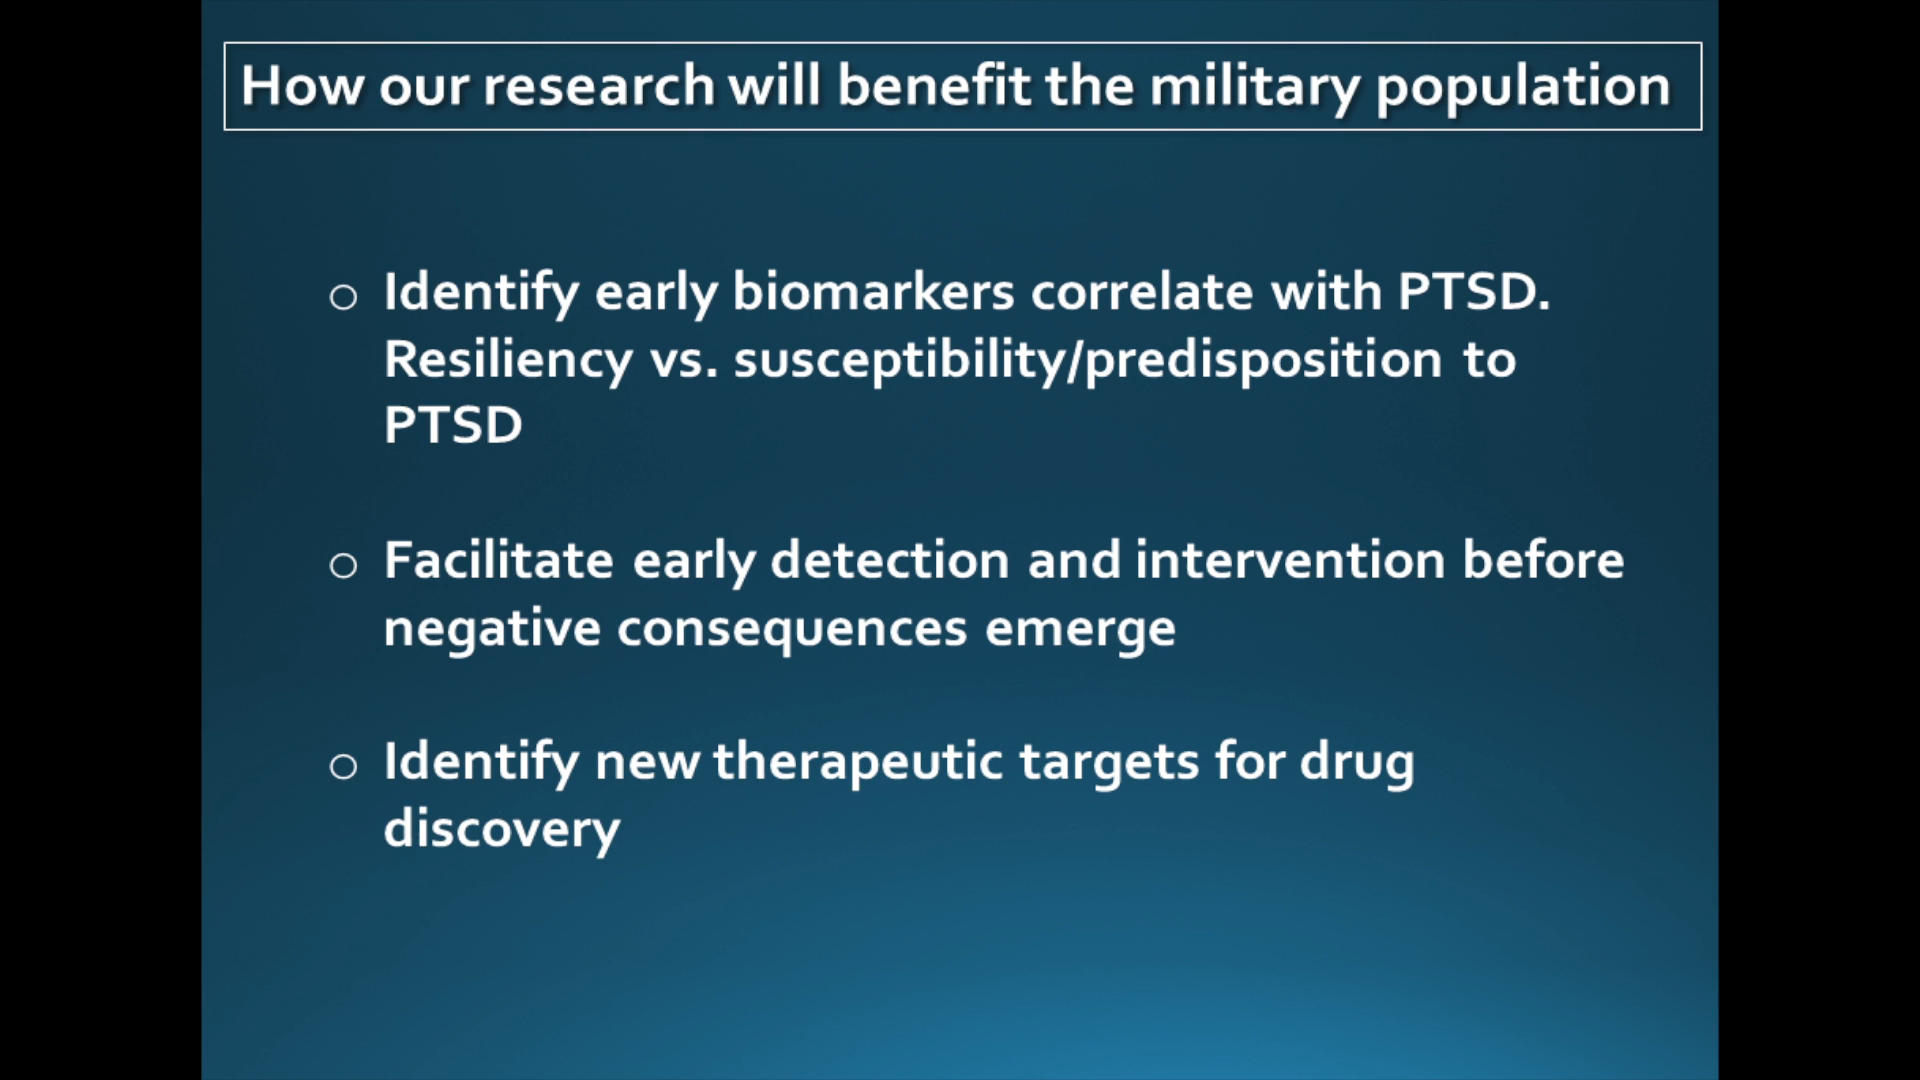 How our research will benefit the military population
o Identify early biomarkers correlate with PTSD.
Resiliency vs. susceptibility/predisposition to
PTSD
o Facilitate early detection and intervention before
negative consequences emerge
o Identify new therapeutic targets for drug
discovery